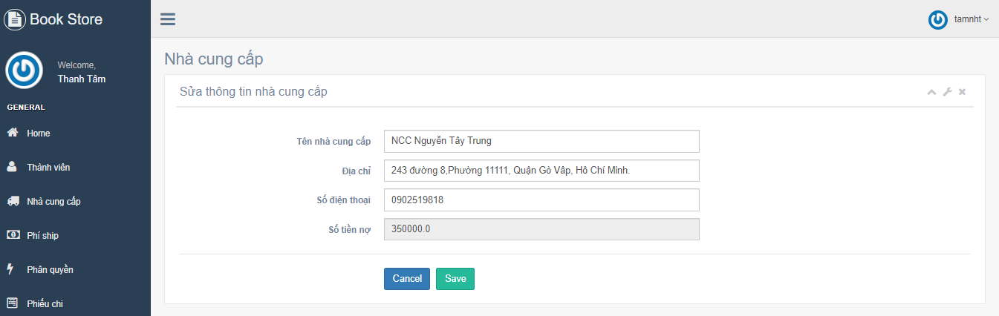 Book Store
tamnht
Welcome,
Thanh Tâm
GENERAL
Home
Thành viên
Nhà cung cấp
Phí ship
Phân quyền
Phiếu chi
Nhà cung cấp
Sửa thông tin nhà cung cấp
Tên nhà cung cấp NCC Nguyễn Tây Trung
Địa chỉ 243 đường 8,Phường 11111, Quận Gò Vấp, Hồ Chí Minh.
Số điện thoại 0902519818
Số tiền nợ 350000.0
Cancel Save